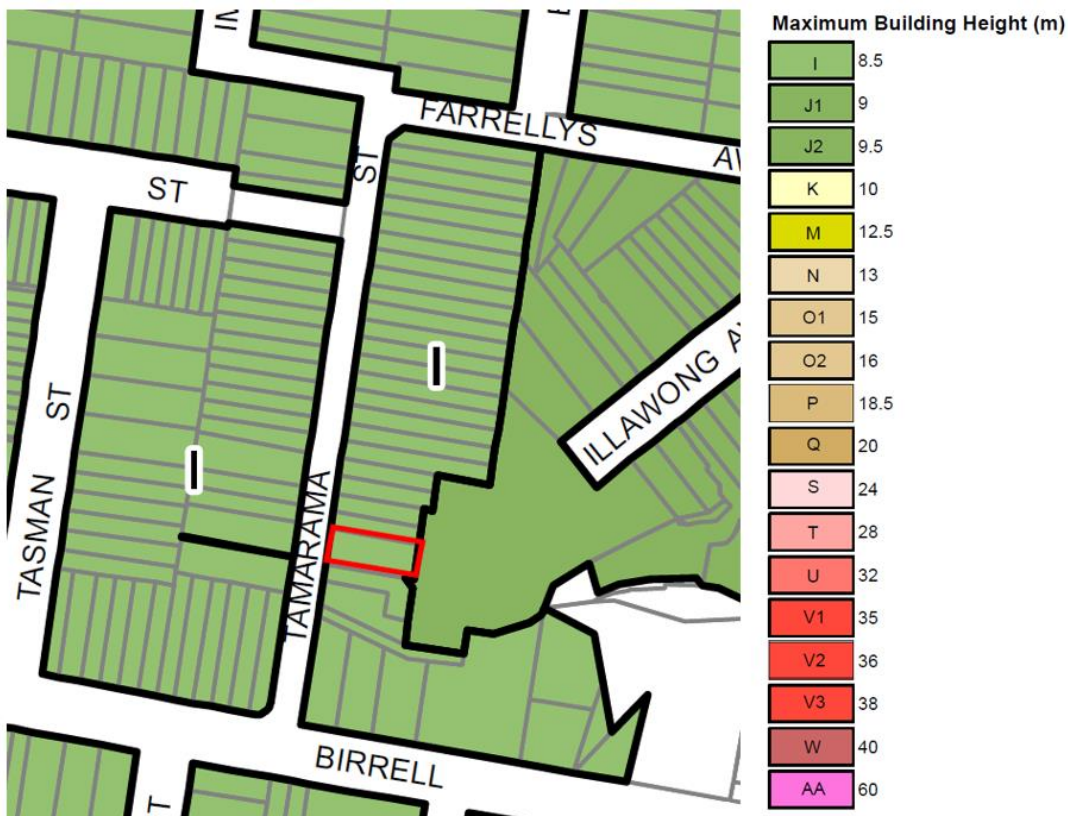 Maximum Building Height (m)
I 8.5
J1 9
J2 9.5
K 10
M 12.5
N 13
O1 15
O2 16
P 18.5
Q 20
S 24
T 28
U 32
V1 35
V2 36
V3 38
W 40
AA 60
FARRELLYS AV
ST
ST
I
ILLAWONG AV
I
TASMAN ST
TAMARAMA
BIRRELL
T